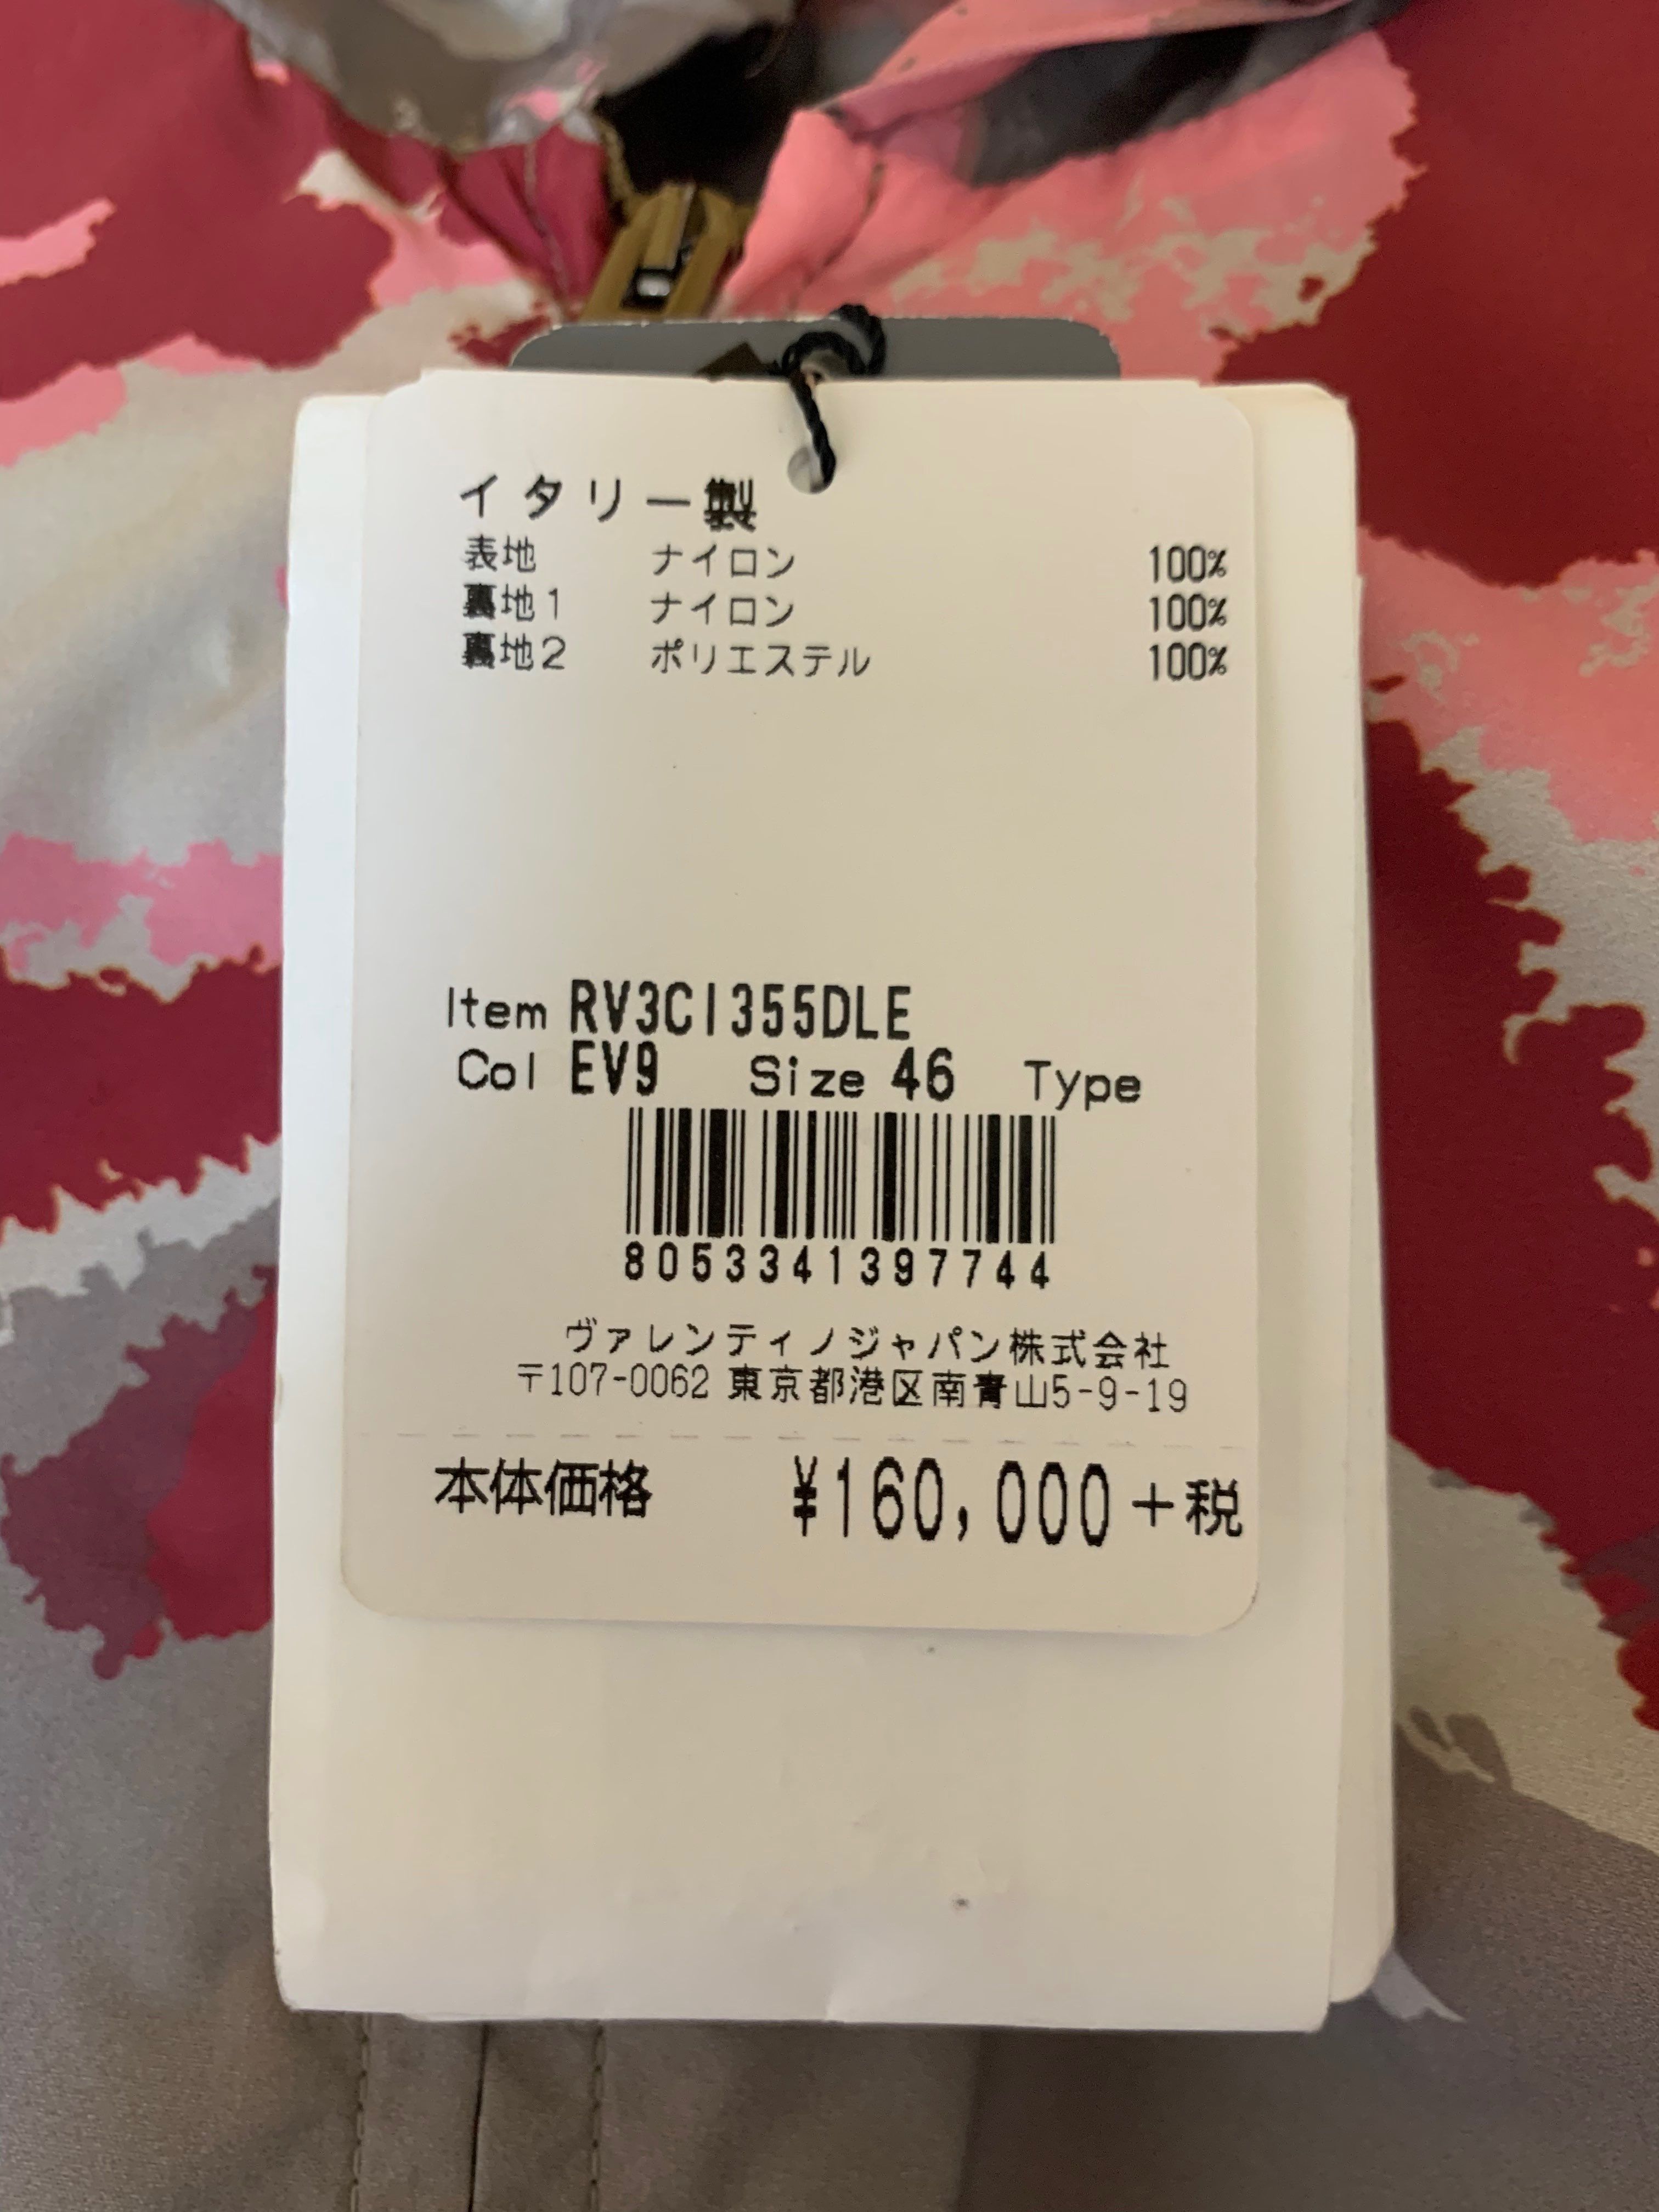 イタリー製
表地 ナイロン 100%
裏地1 ナイロン 100%
裏地2 ポリエステル 100%
Item RV3CI355DLE
Col EV9 Size 46 Type
8053341397744
ヴァレンティノジャパン株式会社
〒107-0062 東京都港区南青山5-9-19
本体価格 ¥160,000+税